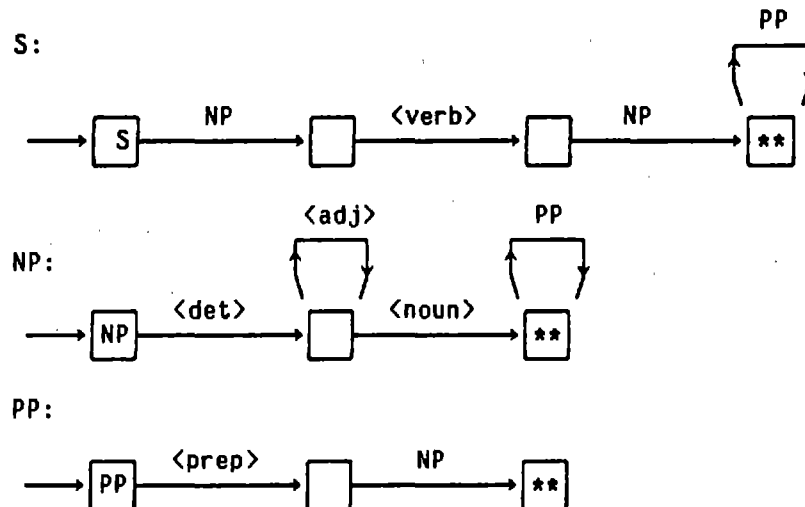 PP
S:
NP <verb> NP
S **
<adj> PP
NP:
<det> <noun>
NP **
PP:
<prep> NP
PP **